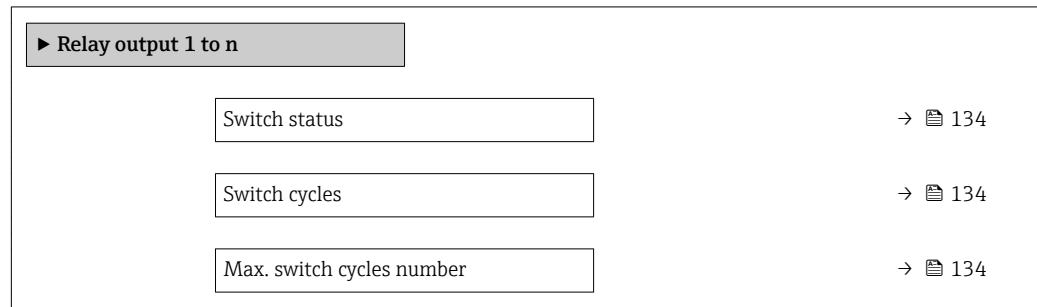 ▶ Relay output 1 to n
Switch status → 134
Switch cycles → 134
Max. switch cycles number → 134